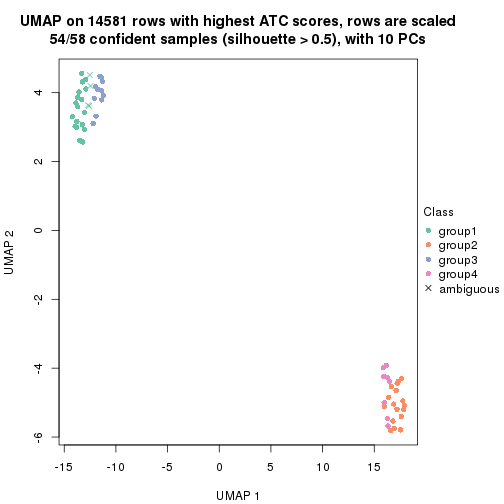 UMAP on 14581 rows with highest ATC scores, rows are scaled
54/58 confident samples (silhouette > 0.5), with 10 PCs
4
2
0
-2
-4
-6
UMAP 2
-15
-10
-5
0
5
10
15
UMAP 1
Class
group1
group2
group3
group4
ambiguous